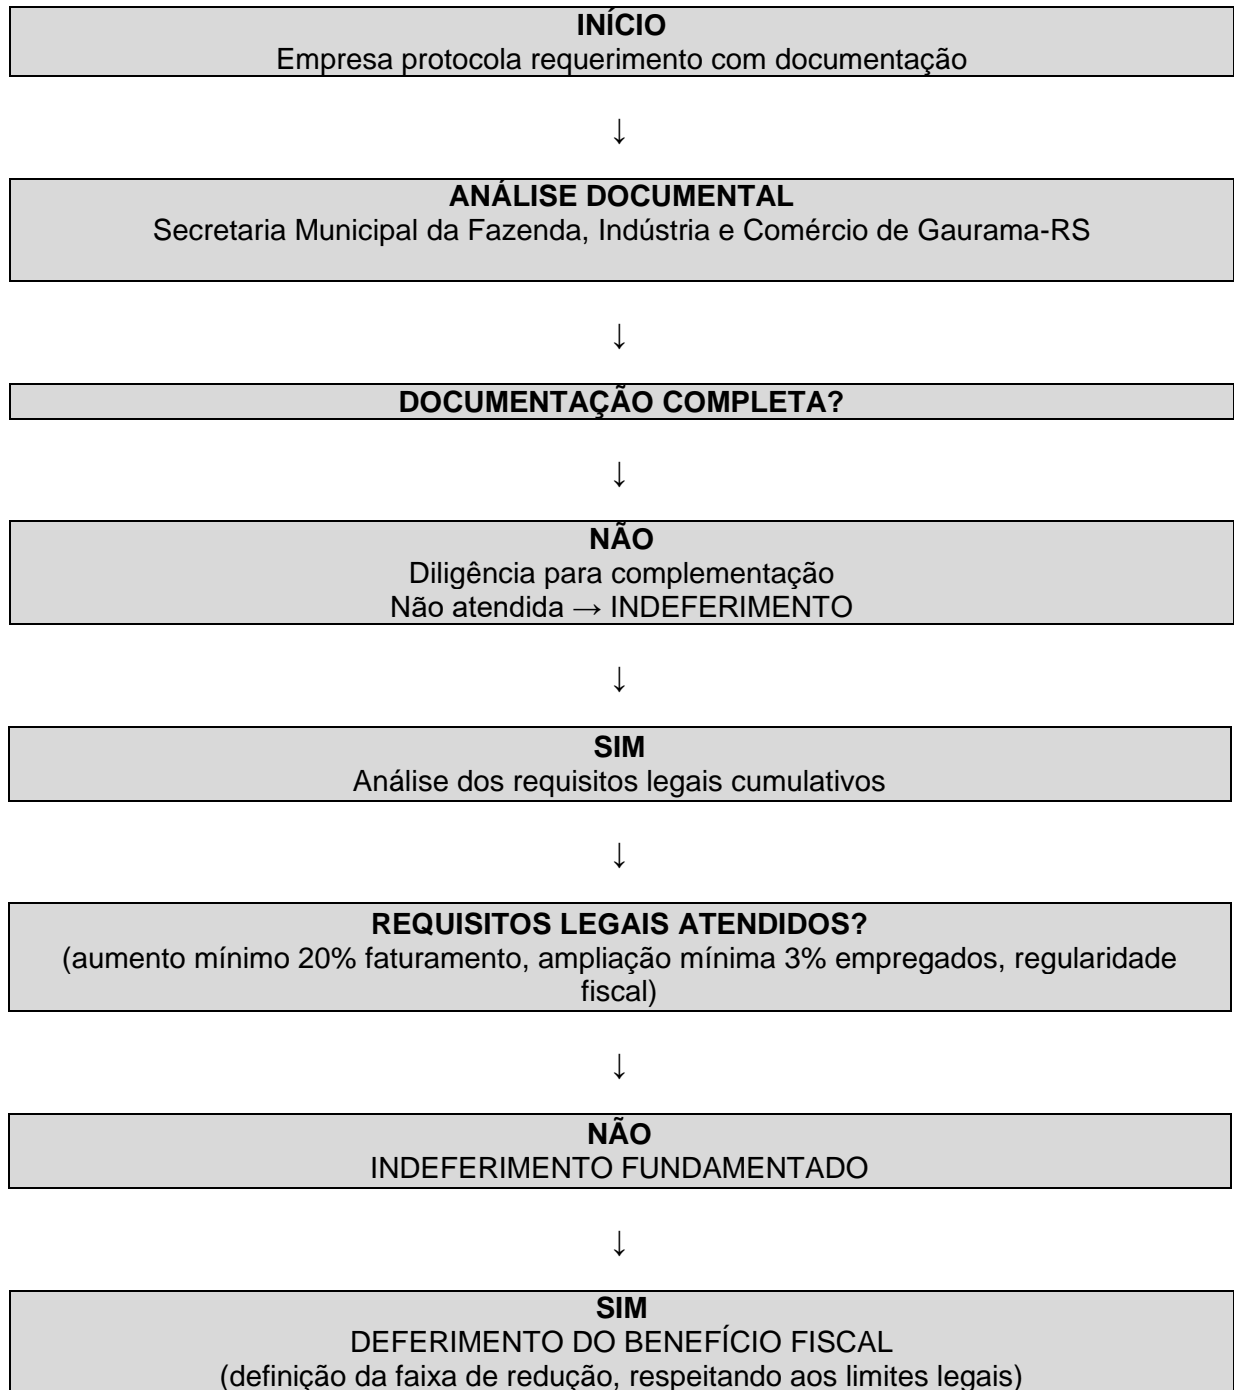 INÍCIO
Empresa protocola requerimento com documentação
↓
ANÁLISE DOCUMENTAL
Secretaria Municipal da Fazenda, Indústria e Comércio de Gaurama-RS
↓
DOCUMENTAÇÃO COMPLETA?
↓
NÃO
Diligência para complementação
Não atendida → INDEFERIMENTO
↓
SIM
Análise dos requisitos legais cumulativos
↓
REQUISITOS LEGAIS ATENDIDOS?
(aumento mínimo 20% faturamento, ampliação mínima 3% empregados, regularidade
fiscal)
↓
NÃO
INDEFERIMENTO FUNDAMENTADO
↓
SIM
DEFERIMENTO DO BENEFÍCIO FISCAL
(definição da faixa de redução, respeitando aos limites legais)